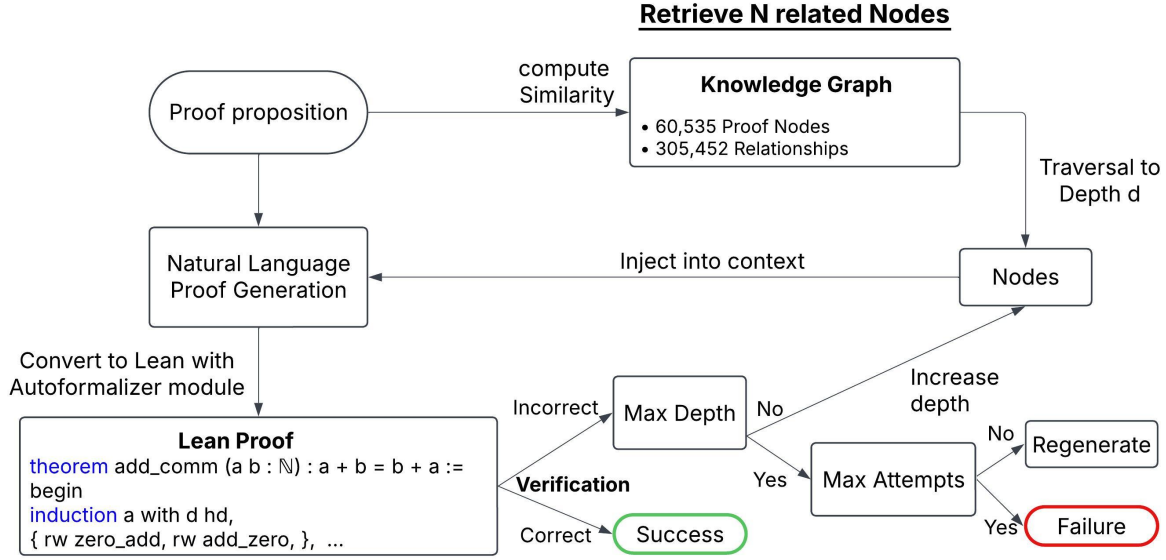 Retrieve N related Nodes
Proof proposition
compute
Similarity
Knowledge Graph
• 60,535 Proof Nodes
• 305,452 Relationships
Traversal to
Depth d
Natural Language
Proof Generation
Inject into context
Nodes
Convert to Lean with
Autoformalizer module
Lean Proof
theorem add_comm (a b : ℕ) : a + b = b + a :=
begin
induction a with d hd,
{ rw zero_add, rw add_zero, }, ...
Incorrect
Verification
Correct
Max Depth
No
Increase
depth
Yes
Success
Max Attempts
No
Regenerate
Yes
Failure